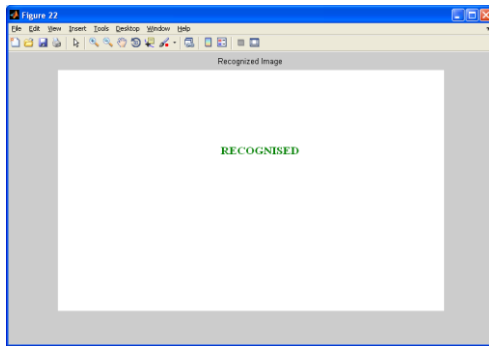 Figure 22
File Edit View Insert Tools Desktop Window Help
Recognized Image
RECOGNISED